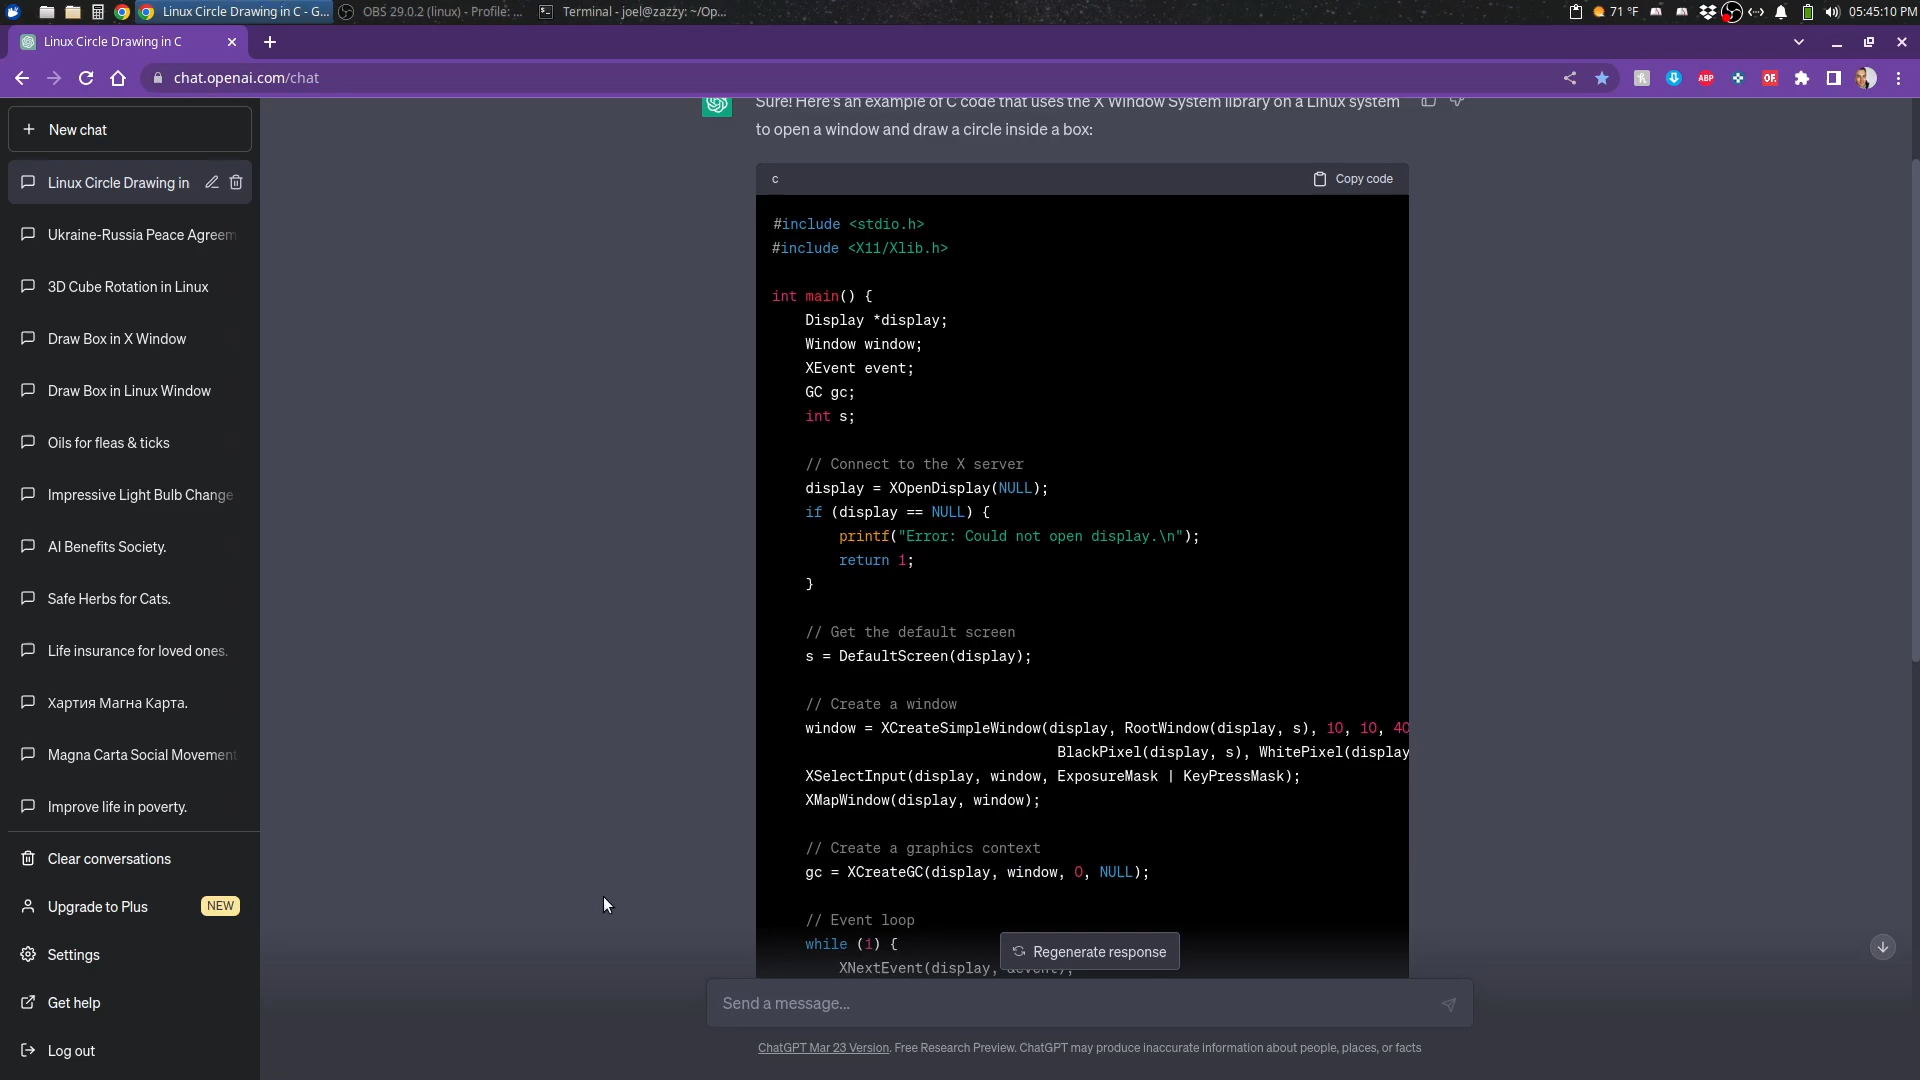 Linux Circle Drawing in C - G...
OBS 29.0.2 (linux) - Profile: ...
Terminal - joel@zazzy: ~/Op...
71 °F
05:45:10 PM
Linux Circle Drawing in C
chat.openai.com/chat
ABP
OF
New chat
Linux Circle Drawing in
Ukraine-Russia Peace Agreem
3D Cube Rotation in Linux
Draw Box in X Window
Draw Box in Linux Window
Oils for fleas & ticks
Impressive Light Bulb Change
AI Benefits Society.
Safe Herbs for Cats.
Life insurance for loved ones.
Хартия Магна Карта.
Magna Carta Social Movement
Improve life in poverty.
Clear conversations
Upgrade to Plus
NEW
Settings
Get help
Log out
Sure! Here's an example of C code that uses the X Window System library on a Linux system
to open a window and draw a circle inside a box:
c
Copy code
#include <stdio.h>
#include <X11/Xlib.h>
int main() {
Display *display;
Window window;
XEvent event;
GC gc;
int s;
// Connect to the X server
display = XOpenDisplay(NULL);
if (display == NULL) {
printf("Error: Could not open display.\n");
return 1;
}
// Get the default screen
s = DefaultScreen(display);
// Create a window
window = XCreateSimpleWindow(display, RootWindow(display, s), 10, 10, 40
BlackPixel(display, s), WhitePixel(display
XSelectInput(display, window, ExposureMask | KeyPressMask);
XMapWindow(display, window);
// Create a graphics context
gc = XCreateGC(display, window, 0, NULL);
// Event loop
while (1) {
XNextEvent(display, &event);
Regenerate response
Send a message...
ChatGPT Mar 23 Version. Free Research Preview. ChatGPT may produce inaccurate information about people, places, or facts